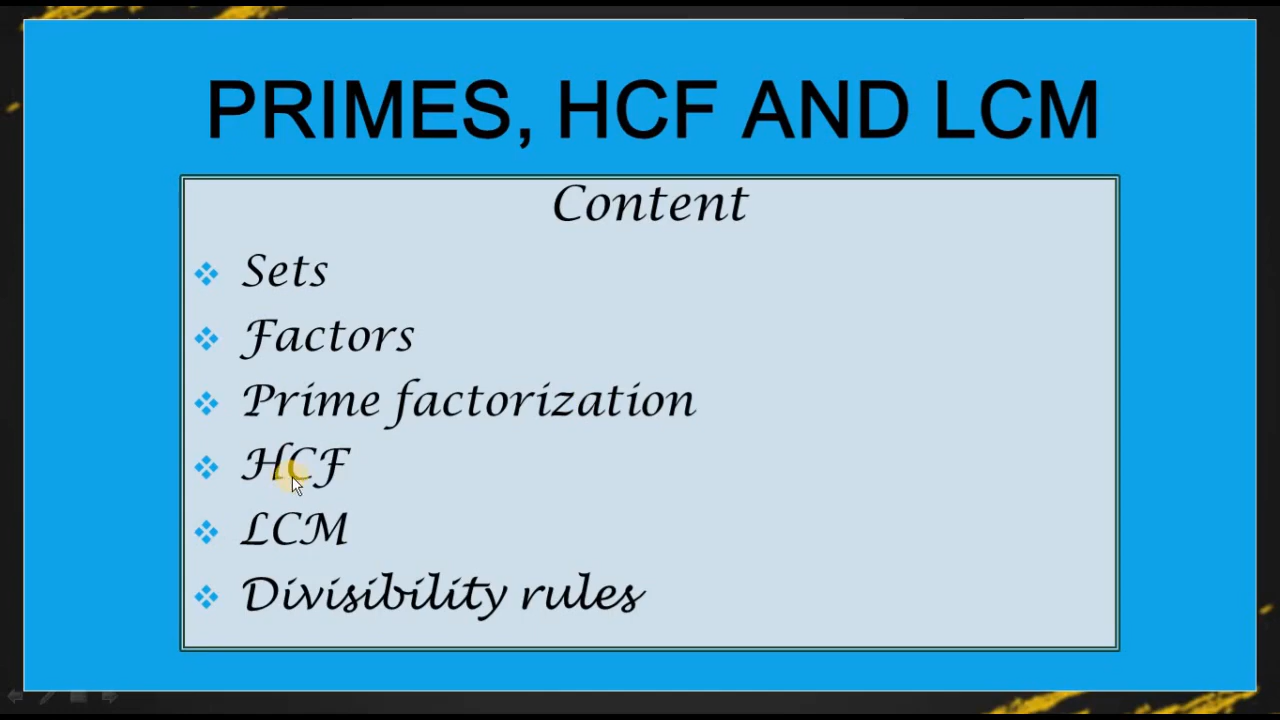 PRIMES, HCF AND LCM
Content
Sets
Factors
Prime factorization
HCF
LCM
Divisibility rules